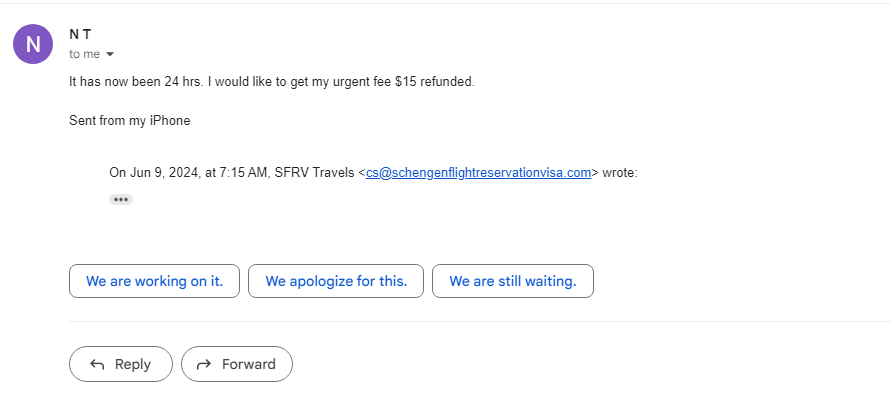 N
N T
to me
It has now been 24 hrs. I would like to get my urgent fee $15 refunded.
Sent from my iPhone
On Jun 9, 2024, at 7:15 AM, SFRV Travels <cs@schengenflightreservationvisa.com> wrote:
We are working on it.
We apologize for this.
We are still waiting.
Reply
Forward